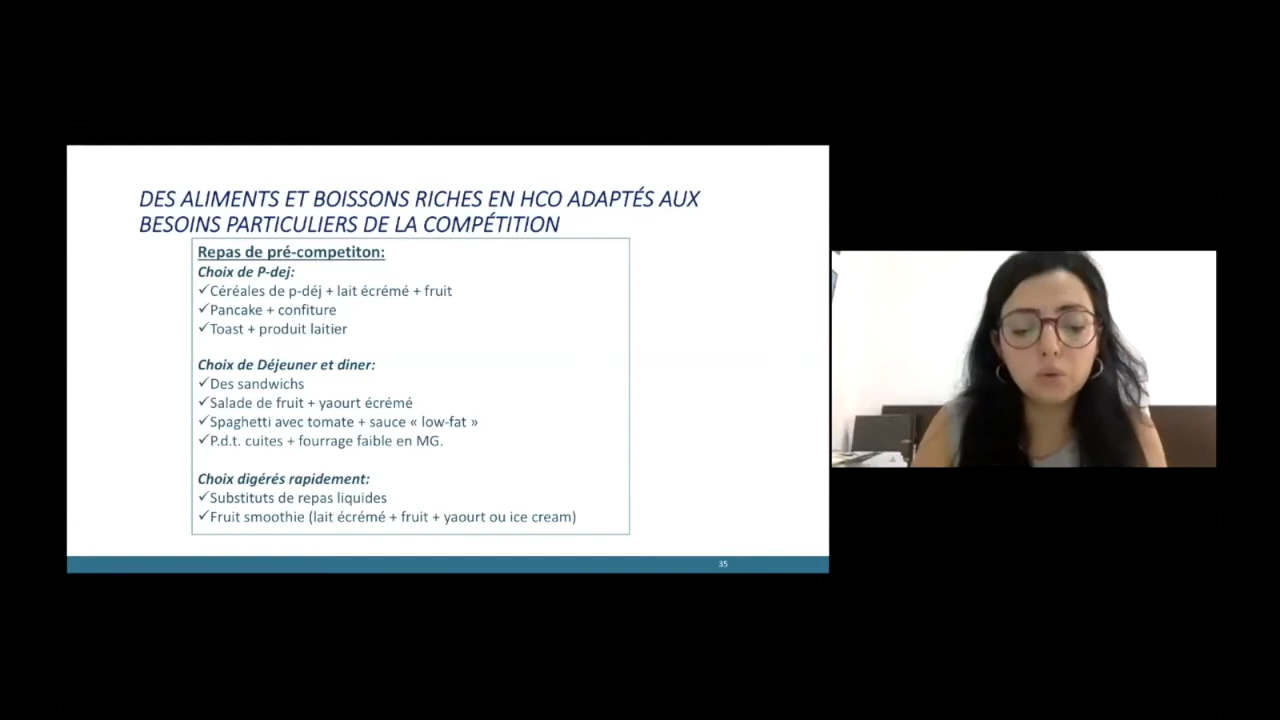 DES ALIMENTS ET BOISSONS RICHES EN HCO ADAPTÉS AUX
BESOINS PARTICULIERS DE LA COMPÉTITION
Repas de pré-competiton:
Choix de P-dej:
✓Céréales de p-déj + lait écrémé + fruit
✓Pancake + confiture
✓Toast + produit laitier
Choix de Déjeuner et diner:
✓Des sandwichs
✓Salade de fruit + yaourt écrémé
✓Spaghetti avec tomate + sauce « low-fat »
✓P.d.t. cuites + fourrage faible en MG.
Choix digérés rapidement:
✓Substituts de repas liquides
✓Fruit smoothie (lait écrémé + fruit + yaourt ou ice cream)
35